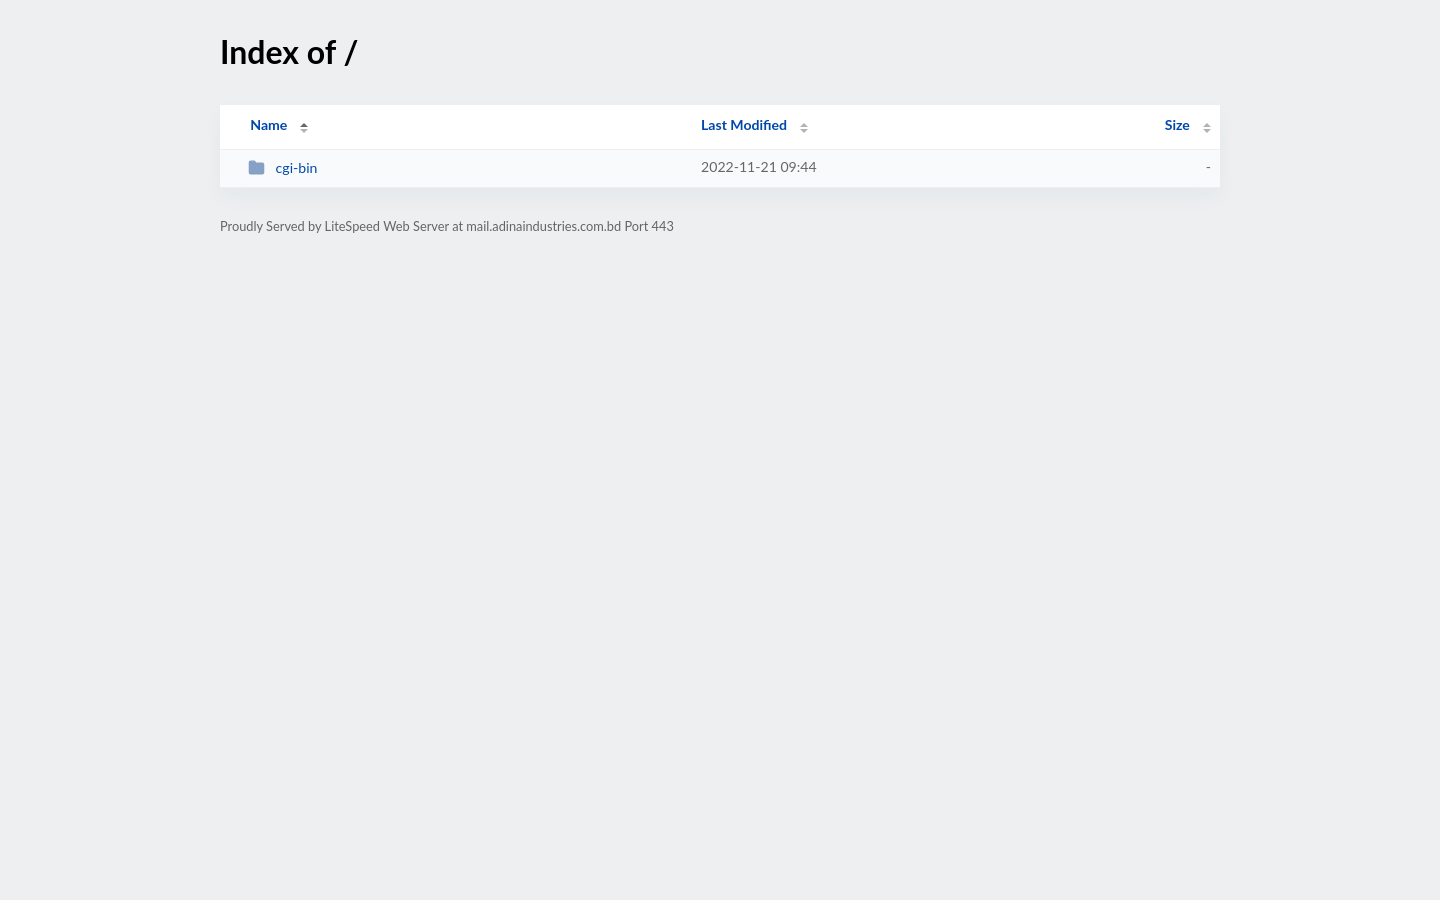 Index of /
Name Last Modified Size
cgi-bin 2022-11-21 09:44 -
Proudly Served by LiteSpeed Web Server at mail.adinaindustries.com.bd Port 443